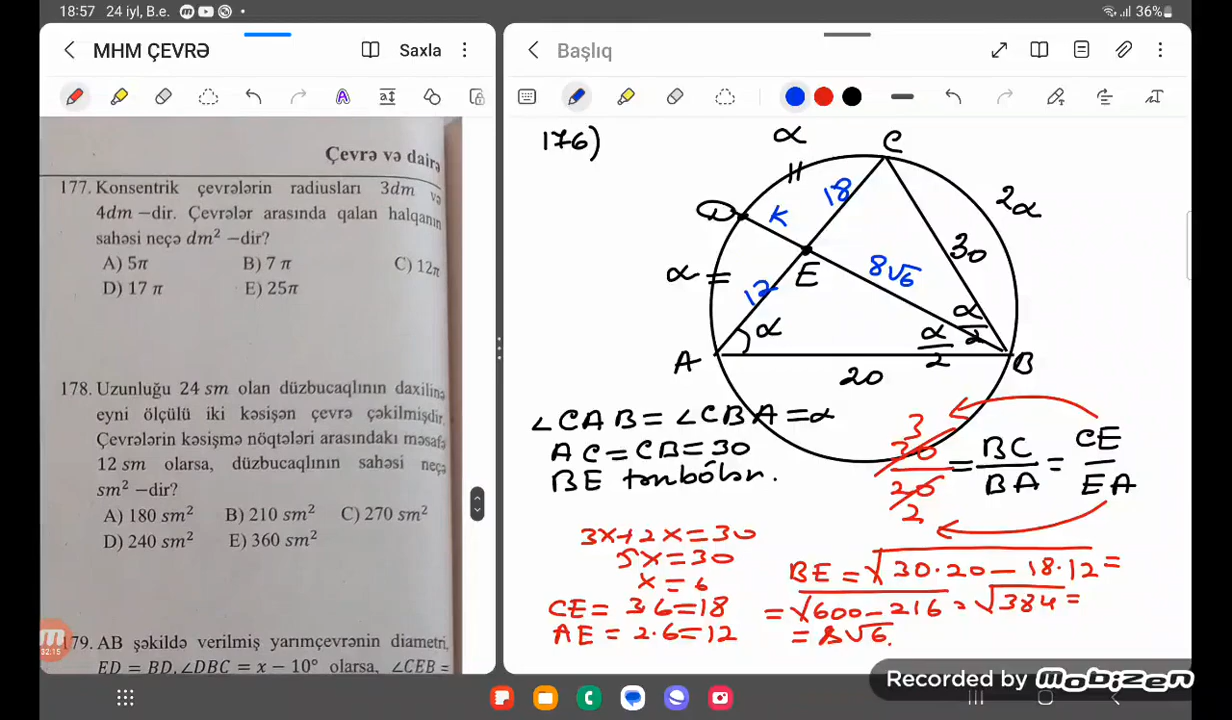 18:57 24 iyl, B.e.
36%
MHM ÇEVRƏ
Saxla
Başlıq
Çevrə və dairə
177. Konsentrik çevrələrin radiusları 3dm və
4dm –dir. Çevrələr arasında qalan halqanın
sahəsi neçə dm² –dir?
A) 5π B) 7 π C) 12π
D) 17 π E) 25π
178. Uzunluğu 24 sm olan düzbucaqlının daxilinə
eyni ölçülü iki kəsişən çevrə çəkilmişdir.
Çevrələrin kəsişmə nöqtələri arasındakı məsafə
12 sm olarsa, düzbucaqlının sahəsi neçə
sm² –dir?
A) 180 sm² B) 210 sm² C) 270 sm²
D) 240 sm² E) 360 sm²
179. AB şəkildə verilmiş yarımçevrənin diametri,
ED = BD, ∠DBC = x − 10° olarsa, ∠CEB =
32:15
176)
α
C
D
K
18
2α
α
E
8√6
30
12
α
α/2
α/2
A
20
B
∠CAB = ∠CBA = α
AC = CB = 30
BE tənbölən.
3
30/20 = BC/BA = CE/EA
2
3x+2x=30
5x=30
x=6
CE= 3.6=18
AE = 2.6=12
BE = √30·20 − 18·12 =
= √600−216 = √384 =
= 8√6.
Recorded by mobizen